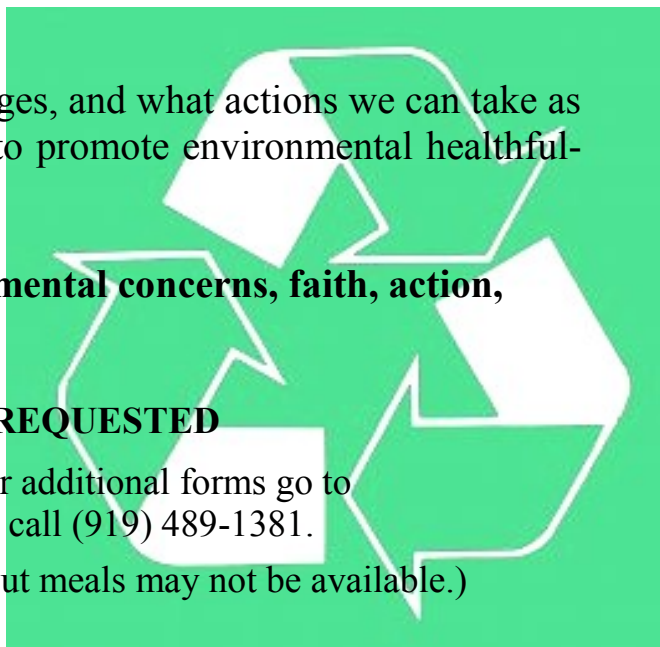 ges, and what actions we can take as
to promote environmental healthful-
mental concerns, faith, action,
REQUESTED
r additional forms go to
call (919) 489-1381.
ut meals may not be available.)